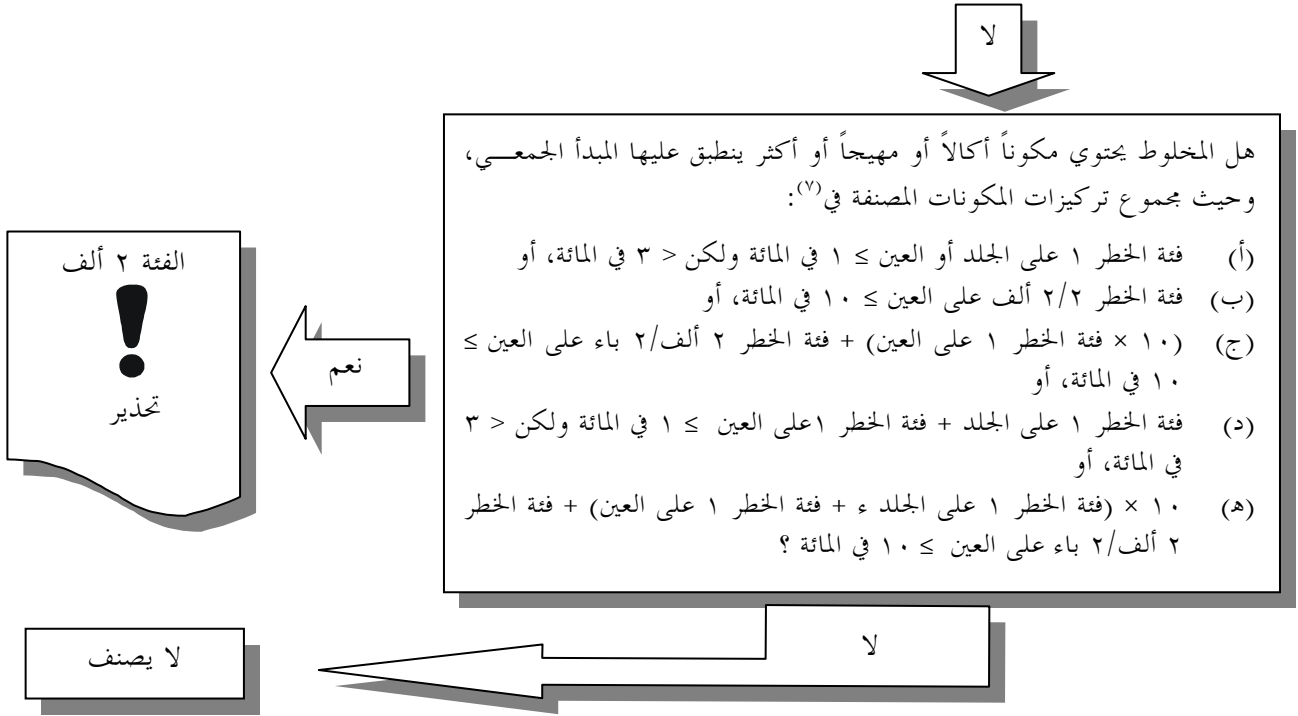 لا
هل المخلوط يحتوي مكوناً أكالاً أو مهيجاً أو أكثر ينطبق عليها المبدأ الجمعـــي،
وحيث مجموع تركيزات المكونات المصنفة في(٧):
(أ) فئة الخطر ١ على الجلد أو العين ≥ ١ في المائة ولكن < ٣ في المائة، أو
(ب) فئة الخطر ٢/٢ ألف على العين ≥ ١٠ في المائة، أو
(ج) (١٠ × فئة الخطر ١ على العين) + فئة الخطر ٢ ألف/٢ باء على العين ≥
١٠ في المائة، أو
(د) فئة الخطر ١ على الجلد + فئة الخطر ١على العين ≥ ١ في المائة ولكن < ٣
في المائة، أو
(ه) ١٠ × (فئة الخطر ١ على الجلد ء + فئة الخطر ١ على العين) + فئة الخطر
٢ ألف/٢ باء على العين ≥ ١٠ في المائة ؟
نعم
الفئة ٢ ألف
!
تحذير
لا
لا يصنف